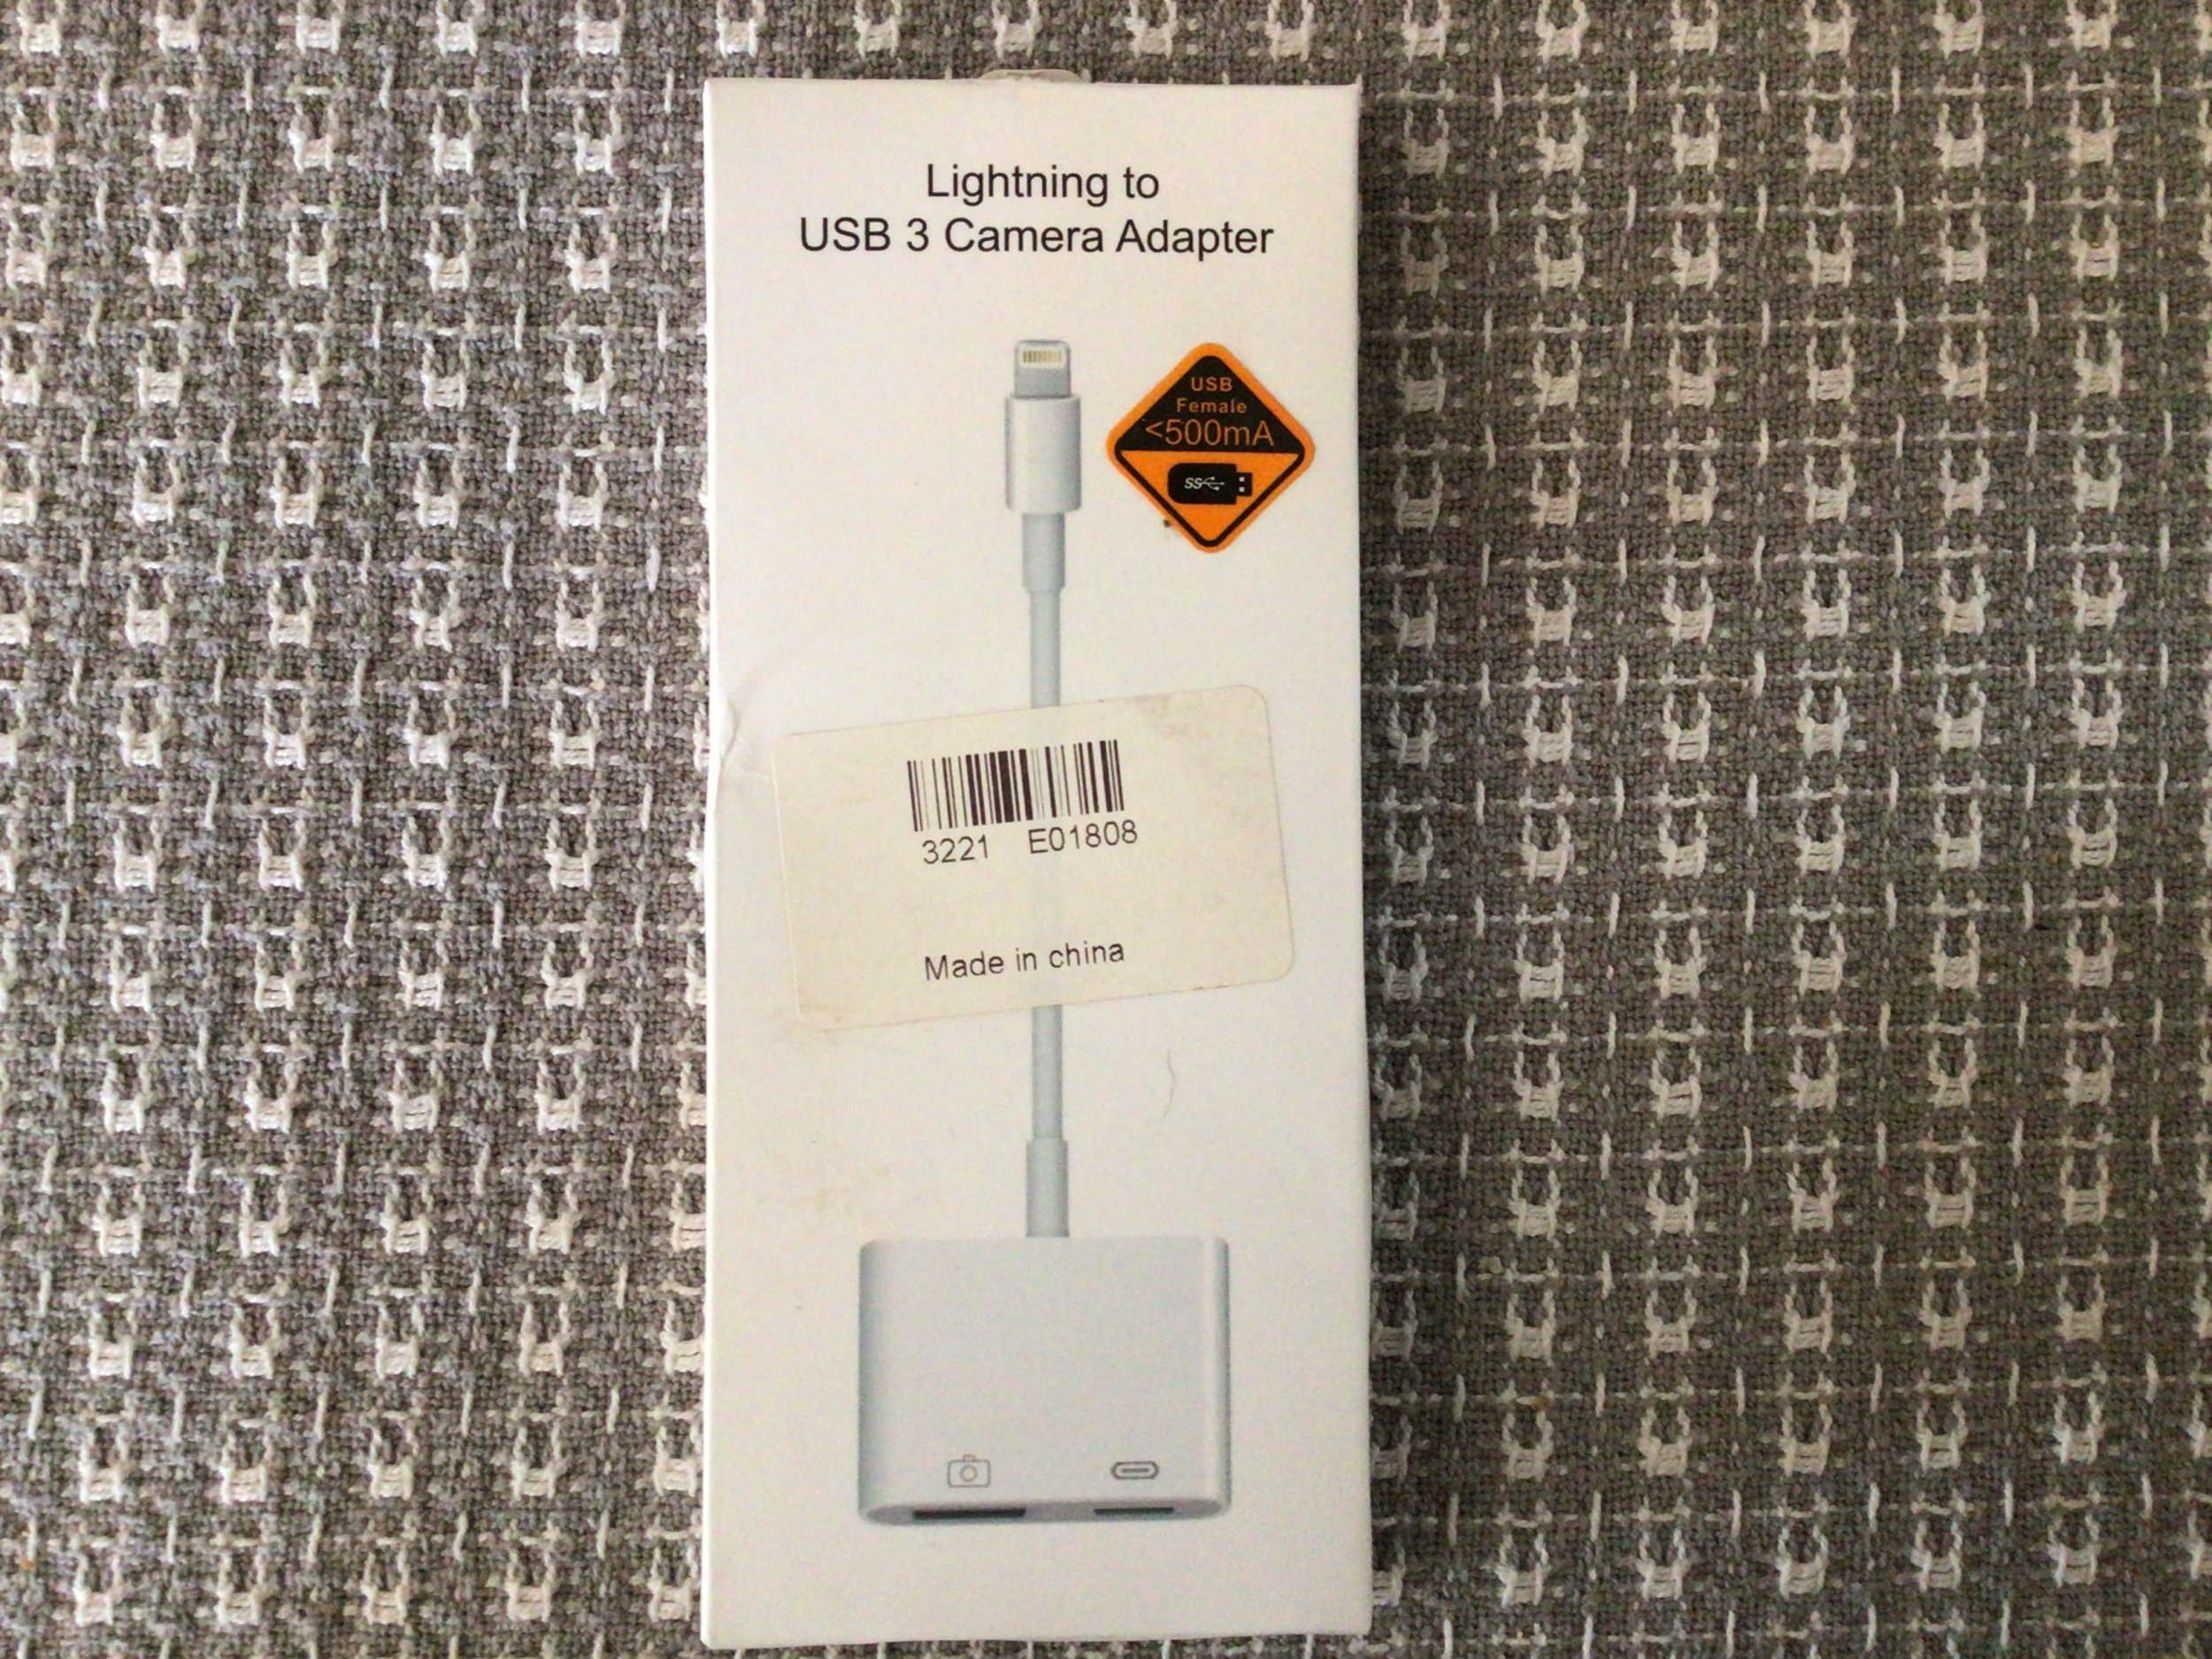 Lightning to
USB 3 Camera Adapter
USB
Female
<500mA
SS
3221 E01808
Made in china